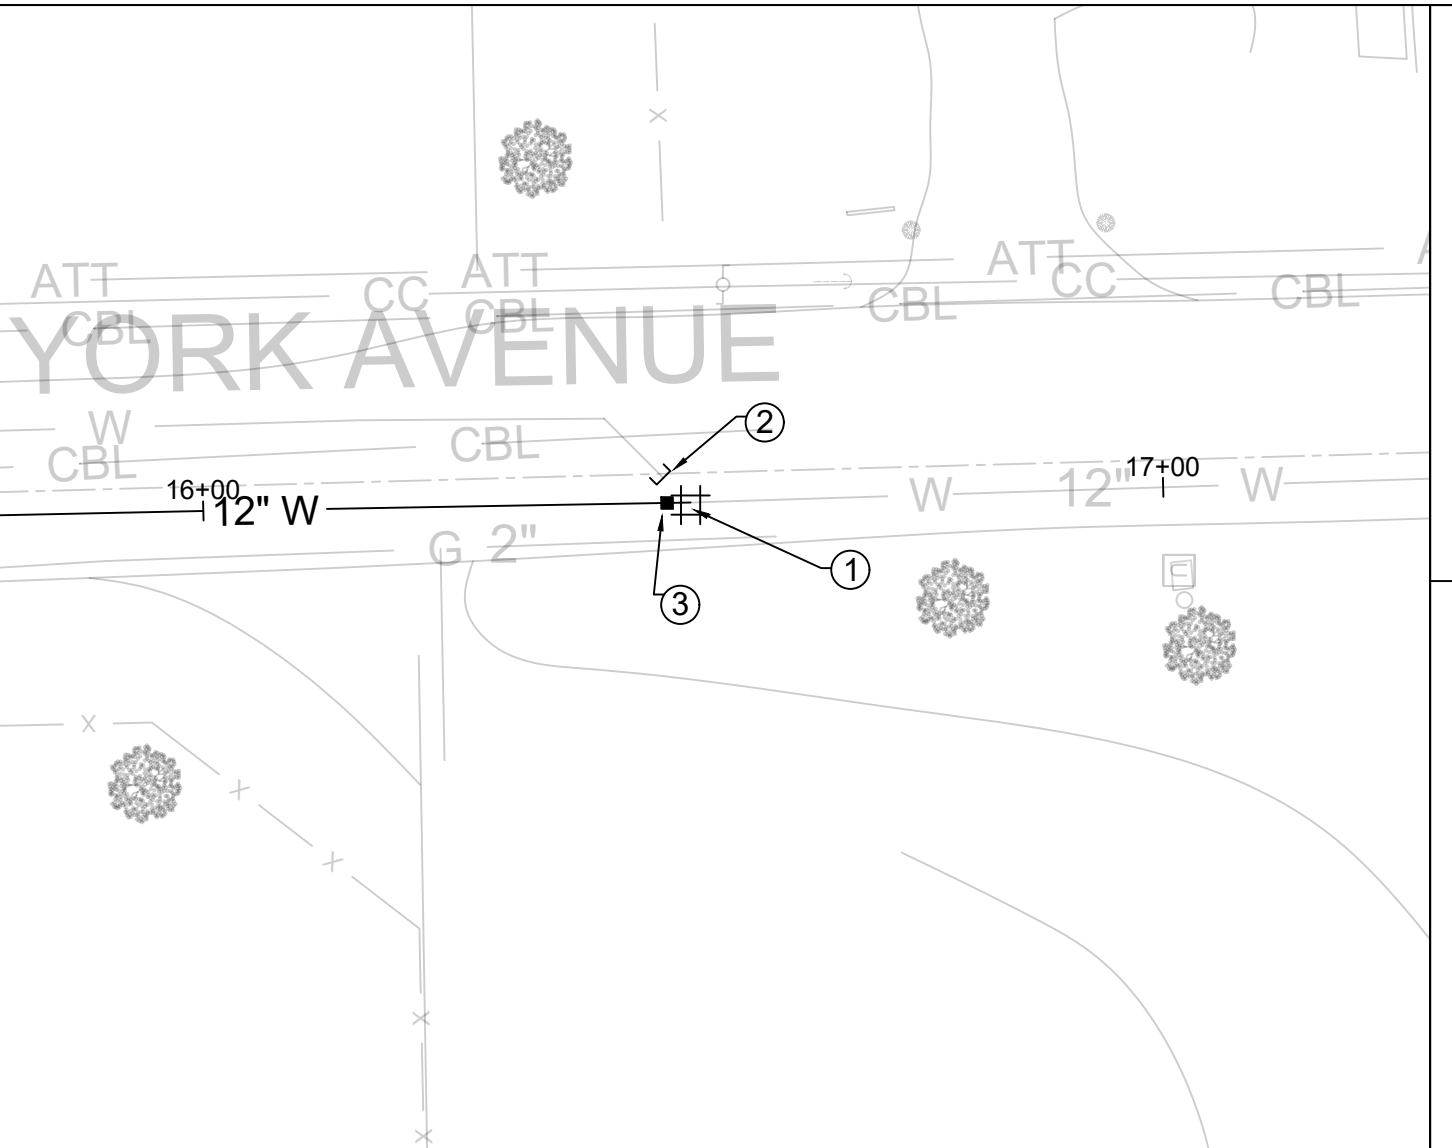 X
ATT
ATT
ATT
CC
CC
CBL
CBL
CBL
CBL
YORK AVENUE
W
CBL
CBL
2
16+00
12" W
17+00
W
12"
W
G 2"
1
3
X
X
X
X
X